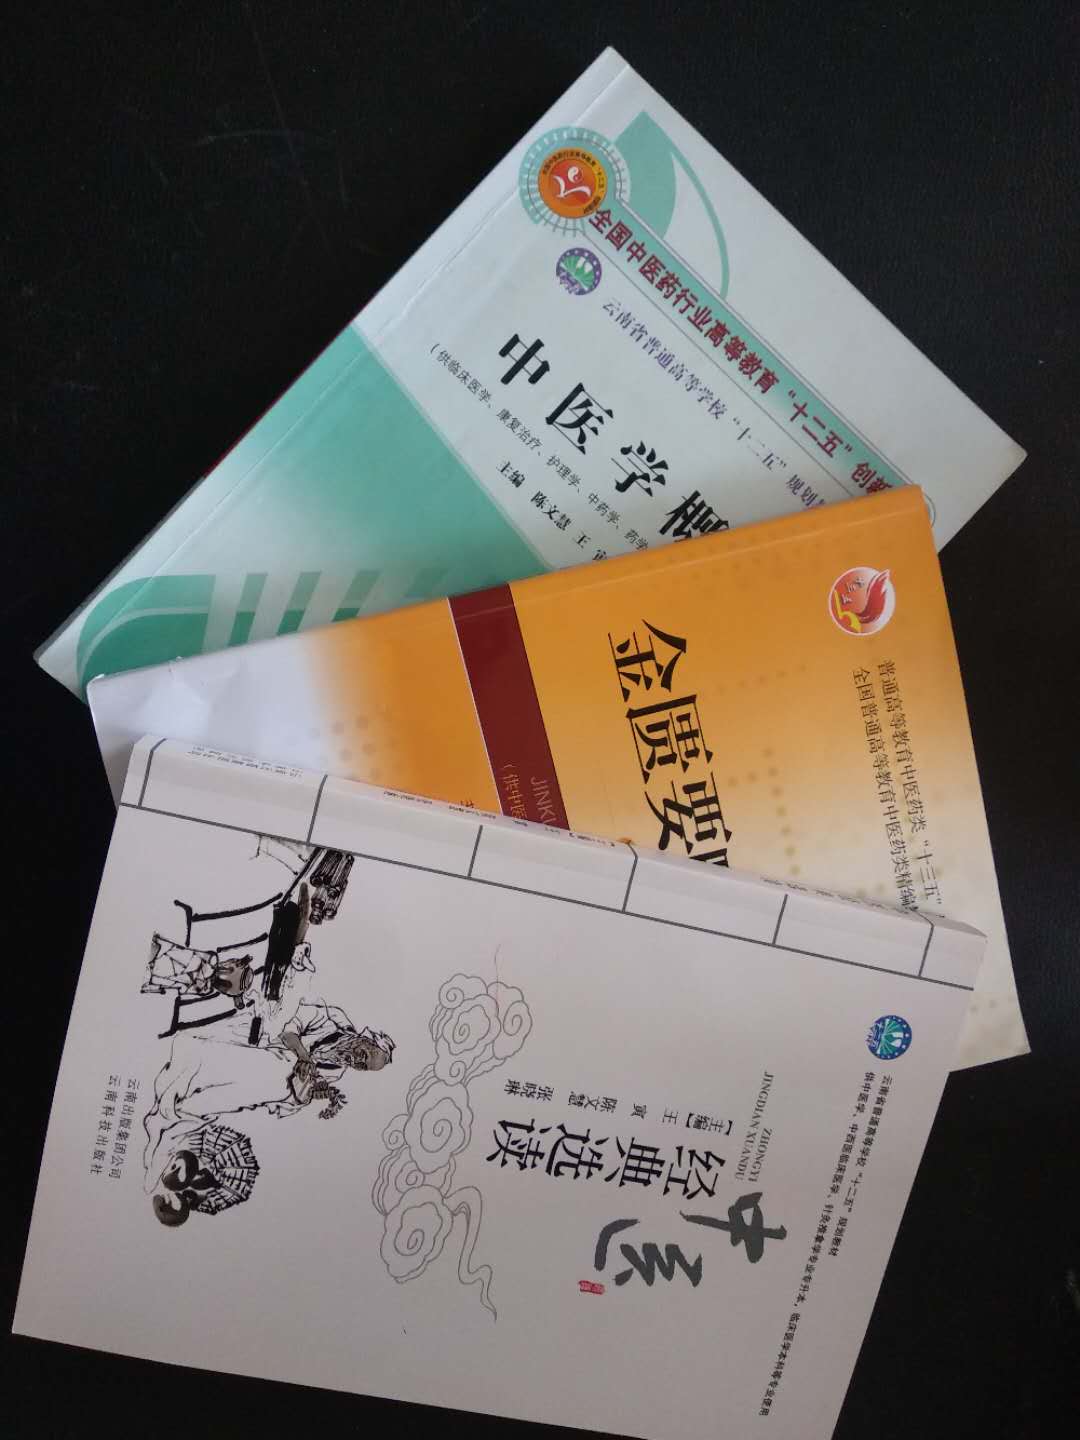 全国中医药行业高等教育“十二五”创新
云南省普通高等学校“十二五”规划
中医学概
（供临床医学、康复治疗、护理学、中药学、药学
主编 陈文慧 王寅
普通高等教育中医药类“十三五”
全国普通高等教育中医药类精编
金匮要
JINKU
（供中医
云南省普通高等学校“十二五”规划教材
供中医学、中西医临床医学、针灸推拿学专业专升本，临床医学本科等专业使用
中医
经典选读
ZHONGYI
JINGDIAN XUANDU
【主编】王 寅
陈文慧
张晓琳
云南出版集团公司
云南科技出版社